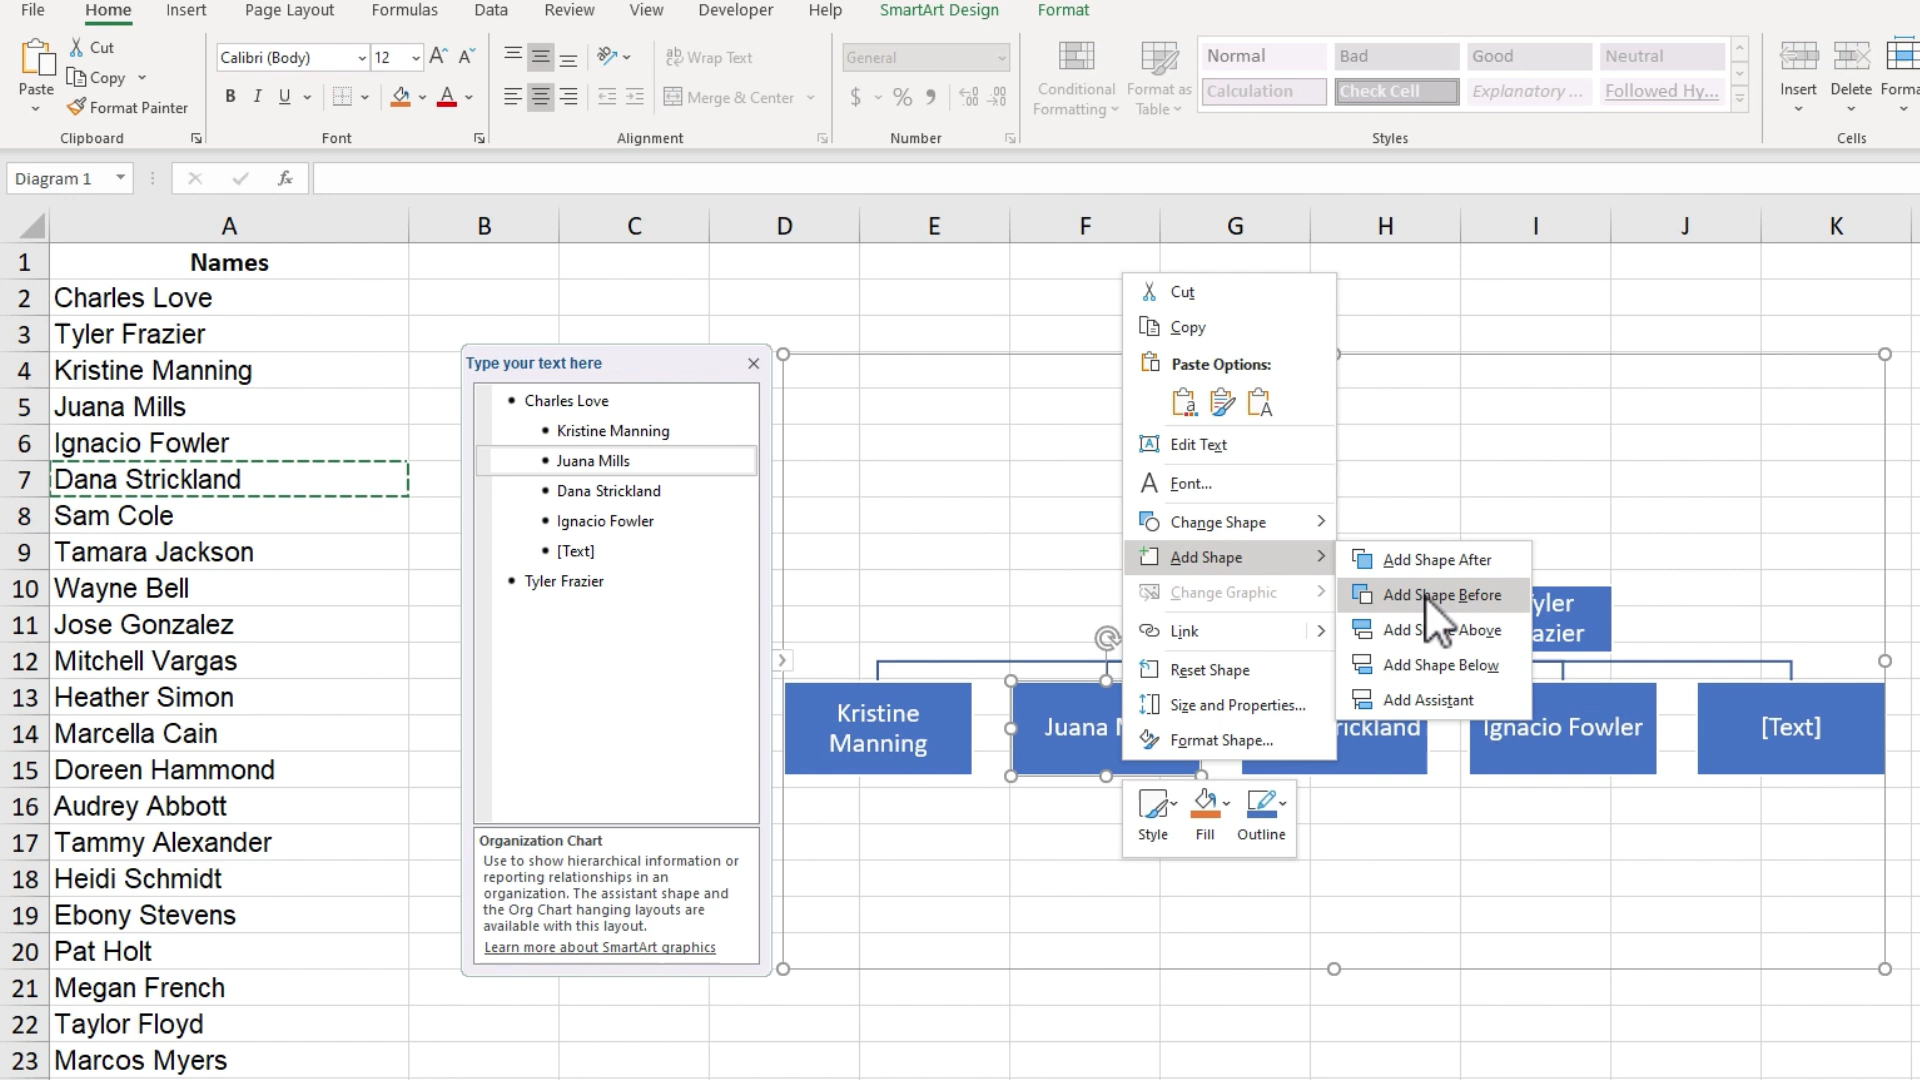 File Home Insert Page Layout Formulas Data Review View Developer Help SmartArt Design Format
Paste
Cut
Copy
Format Painter
Clipboard
Calibri (Body) 12
B I U
Font
Wrap Text
Merge & Center
Alignment
General
$ %
Number
Conditional Formatting
Format as Table
Normal Bad Good Neutral
Calculation Check Cell Explanatory ... Followed Hy...
Styles
Insert Delete Forma
Cells
Diagram 1
fx
A B C D E F G H I J K
1 Names
2 Charles Love
3 Tyler Frazier
4 Kristine Manning
5 Juana Mills
6 Ignacio Fowler
7 Dana Strickland
8 Sam Cole
9 Tamara Jackson
10 Wayne Bell
11 Jose Gonzalez
12 Mitchell Vargas
13 Heather Simon
14 Marcella Cain
15 Doreen Hammond
16 Audrey Abbott
17 Tammy Alexander
18 Heidi Schmidt
19 Ebony Stevens
20 Pat Holt
21 Megan French
22 Taylor Floyd
23 Marcos Myers
Type your text here
Charles Love
Kristine Manning
Juana Mills
Dana Strickland
Ignacio Fowler
[Text]
Tyler Frazier
Organization Chart
Use to show hierarchical information or
reporting relationships in an
organization. The assistant shape and
the Org Chart hanging layouts are
available with this layout.
Learn more about SmartArt graphics
Cut
Copy
Paste Options:
Edit Text
Font...
Change Shape
Add Shape
Change Graphic
Link
Reset Shape
Size and Properties...
Format Shape...
Add Shape After
Add Shape Before
Add S Above
Add Shape Below
Add Assistant
Style Fill Outline
yler
azier
Kristine
Manning
Juana M
rickland
Ignacio Fowler
[Text]